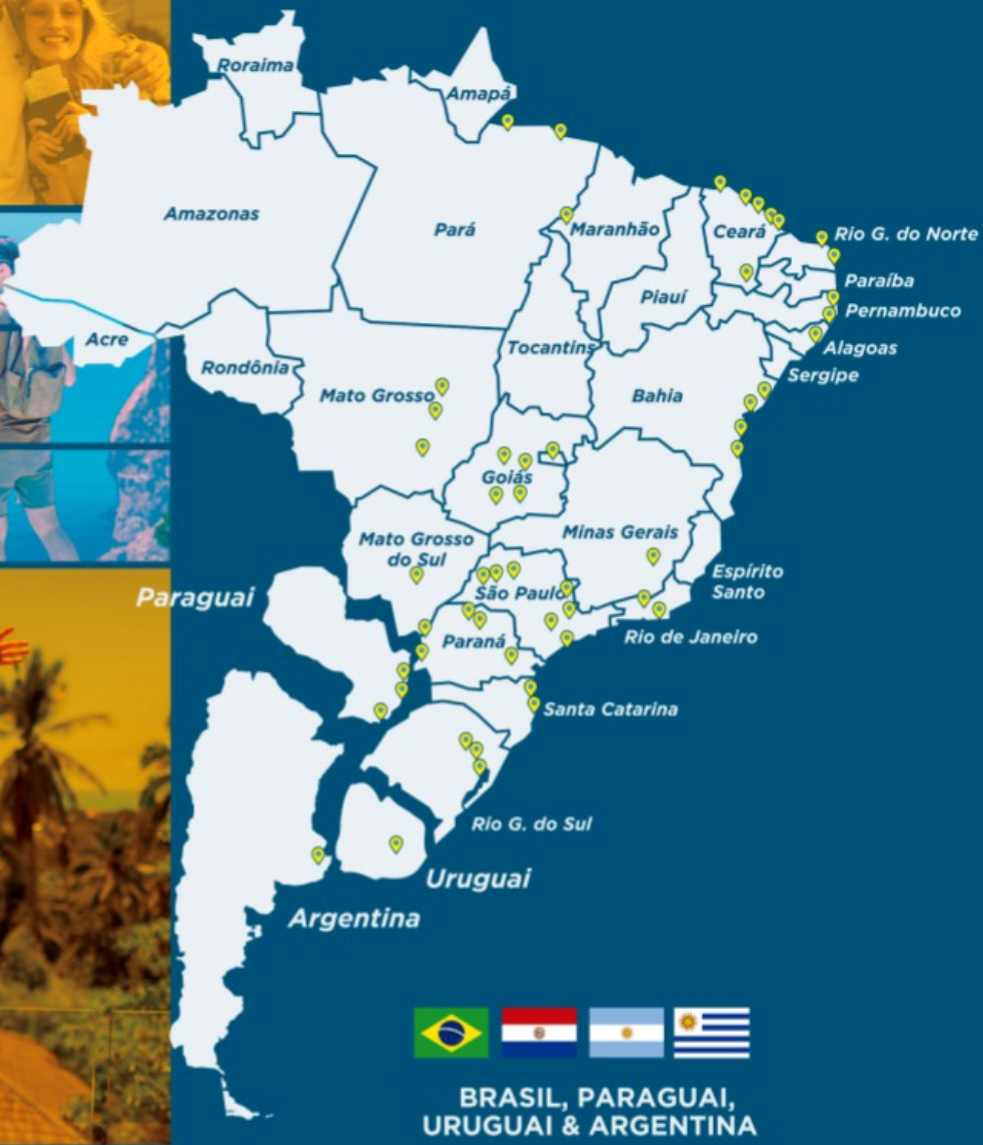 Roraima
Amapá
Amazonas
Pará
Maranhão
Ceará
Rio G. do Norte
Paraíba
Piauí
Pernambuco
Acre
Rondônia
Tocantins
Alagoas
Sergipe
Mato Grosso
Bahia
Goiás
Minas Gerais
Mato Grosso
do Sul
Espírito
Santo
São Paulo
Paraguai
Rio de Janeiro
Paraná
Santa Catarina
Rio G. do Sul
Uruguai
Argentina
BRASIL, PARAGUAI,
URUGUAI & ARGENTINA